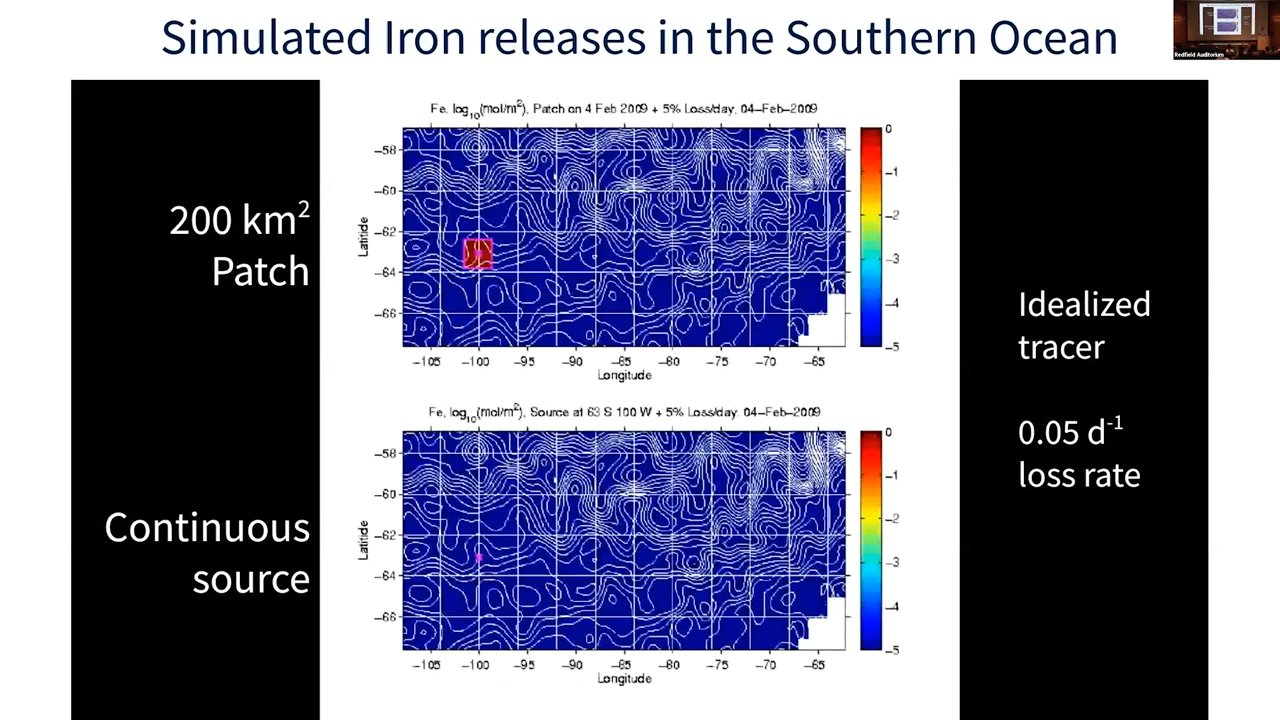 Simulated Iron releases in the Southern Ocean
Redfield Auditorium
200 km²
Patch
Fe, log₁₀(mol/m²), Patch on 4 Feb 2009 + 5% Loss/day, 04–Feb–2009
–58
–60
–62
–64
–66
Latitide
–105 –100 –95 –90 –85 –80 –75 –70 –65
Longitude
0
–1
–2
–3
–4
–5
Continuous
source
Fe, log₁₀(mol/m²), Source at 63 S 100 W + 5% Loss/day, 04–Feb–2009
–58
–60
–62
–64
–66
Latitide
–105 –100 –95 –90 –85 –80 –75 –70 –65
Longitude
0
–1
–2
–3
–4
–5
Idealized
tracer
0.05 d⁻¹
loss rate